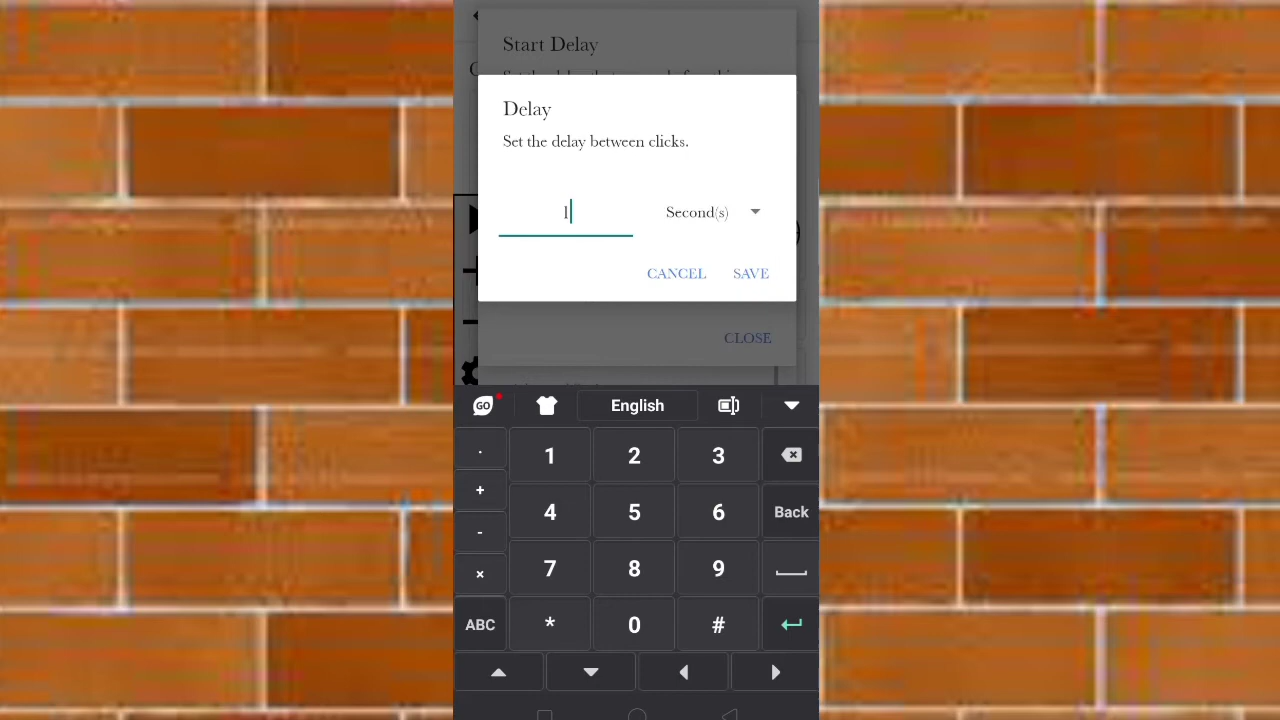 Start Delay
Delay
Set the delay between clicks.
1
Second(s)
CANCEL SAVE
CLOSE
GO
English
. 1 2 3
+
- 4 5 6 Back
× 7 8 9
ABC * 0 #